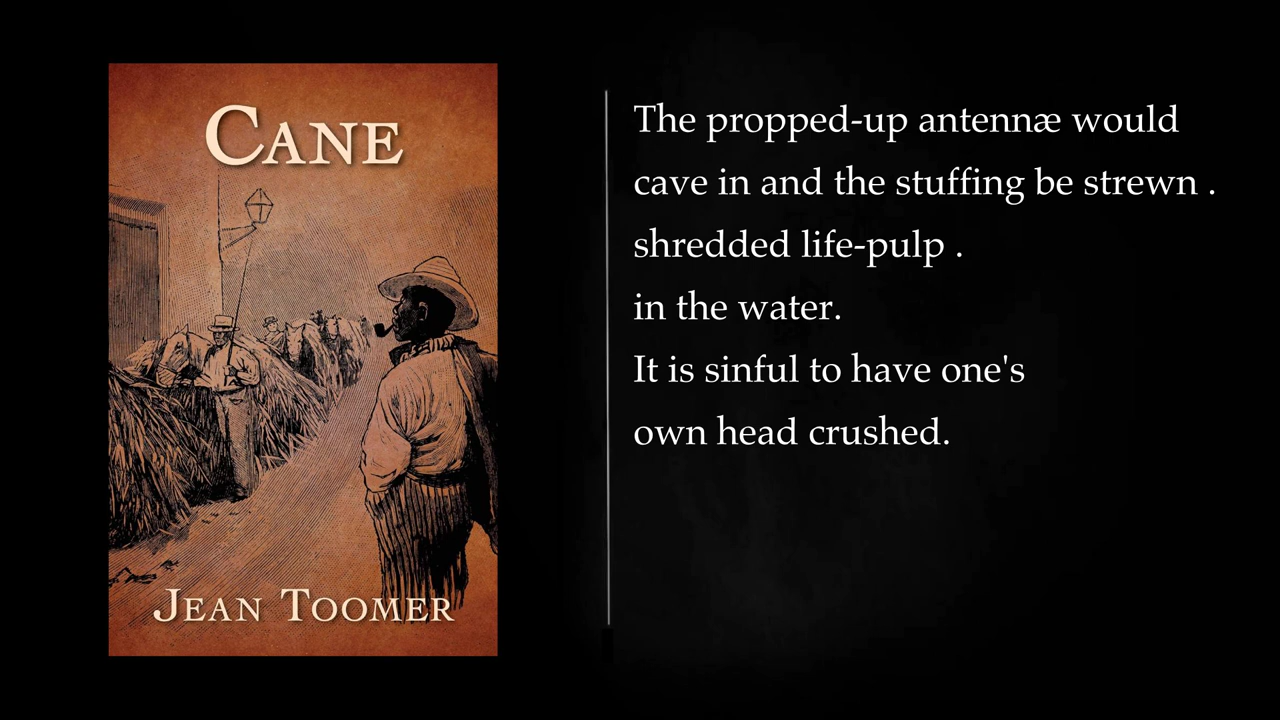 CANE
JEAN TOOMER
The propped-up antennæ would
cave in and the stuffing be strewn .
shredded life-pulp .
in the water.
It is sinful to have one's
own head crushed.